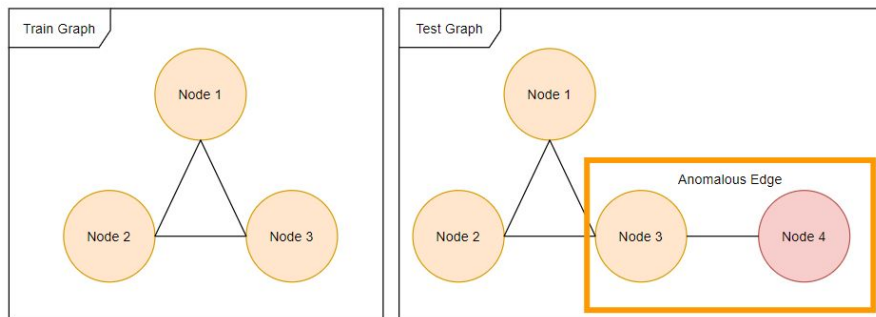 Train Graph
Node 1
Node 2
Node 3
Test Graph
Node 1
Anomalous Edge
Node 2
Node 3
Node 4